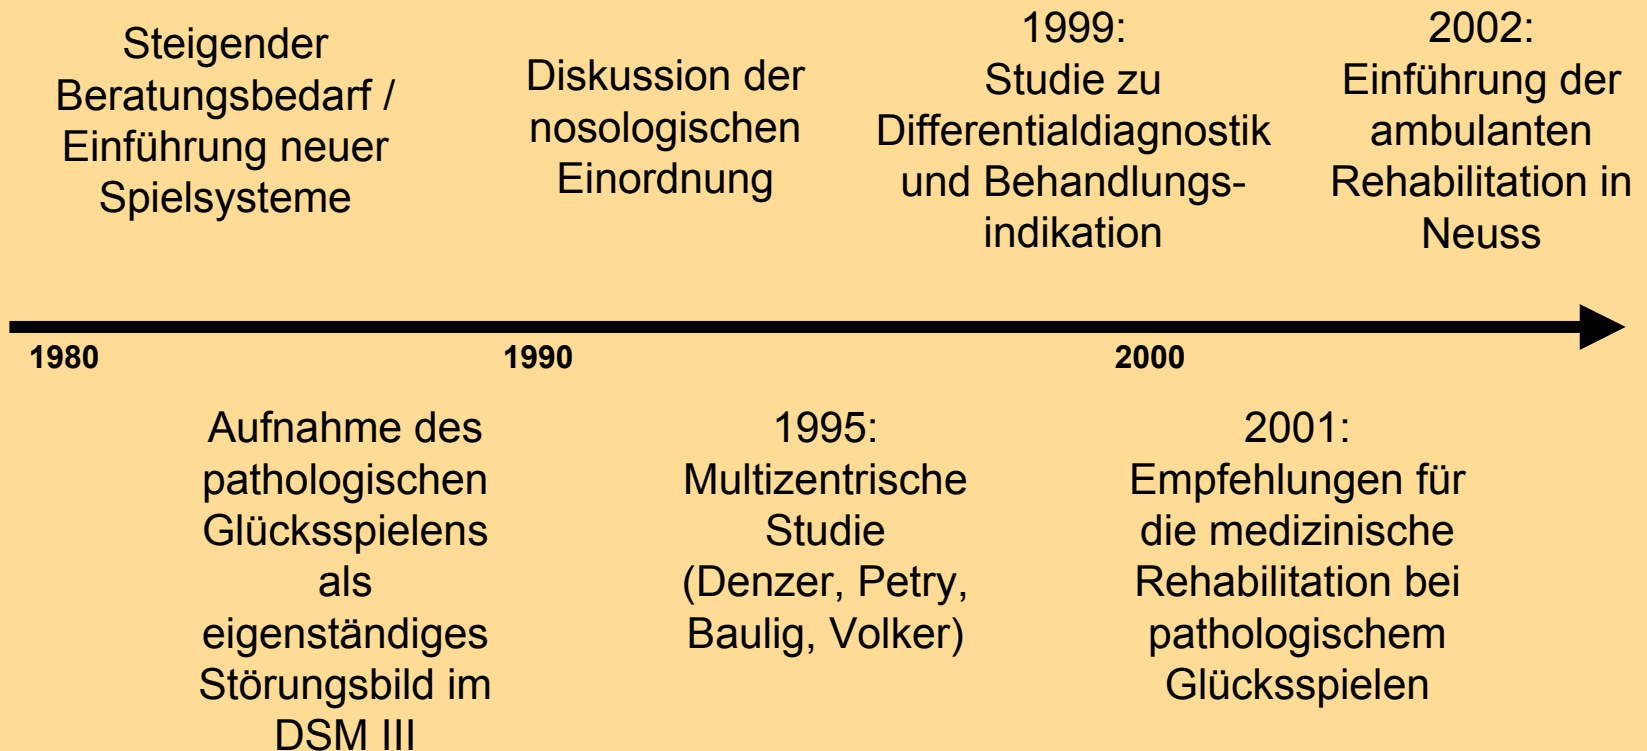 Steigender
Beratungsbedarf /
Einführung neuer
Spielsysteme
Diskussion der
nosologischen
Einordnung
1999:
Studie zu
Differentialdiagnostik
und Behandlungs-
indikation
2002:
Einführung der
ambulanten
Rehabilitation in
Neuss
1980
1990
2000
Aufnahme des
pathologischen
Glücksspielens
als
eigenständiges
Störungsbild im
DSM III
1995:
Multizentrische
Studie
(Denzer, Petry,
Baulig, Volker)
2001:
Empfehlungen für
die medizinische
Rehabilitation bei
pathologischem
Glücksspielen